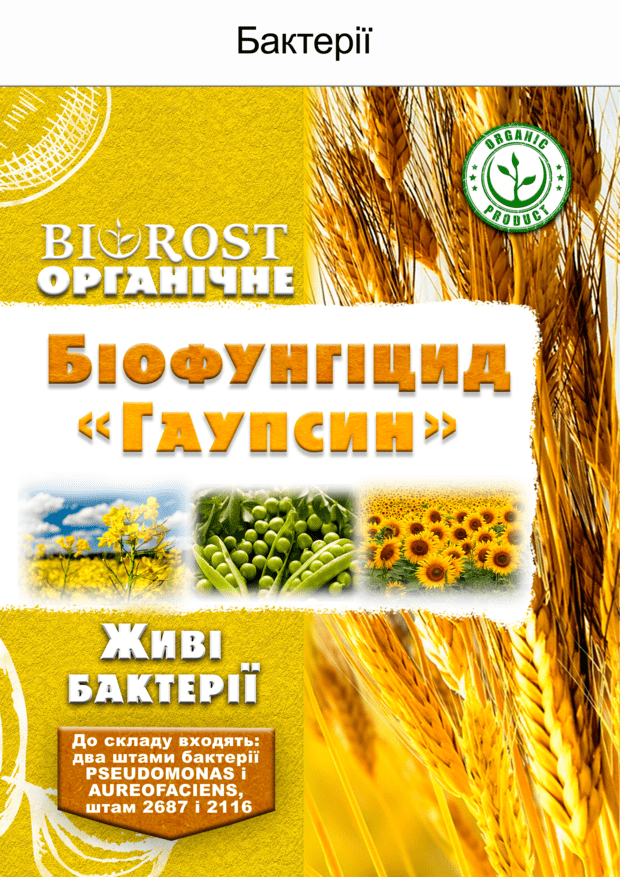 Бактерії
ORGANIC
PRODUCT
BIOROST
ОРГАНІЧНЕ
Біофунгіцид
«Гаупсин»
Живі
бактерії
До складу входять:
два штами бактерії
PSEUDOMONAS і
AUREOFACIENS,
штам 2687 і 2116